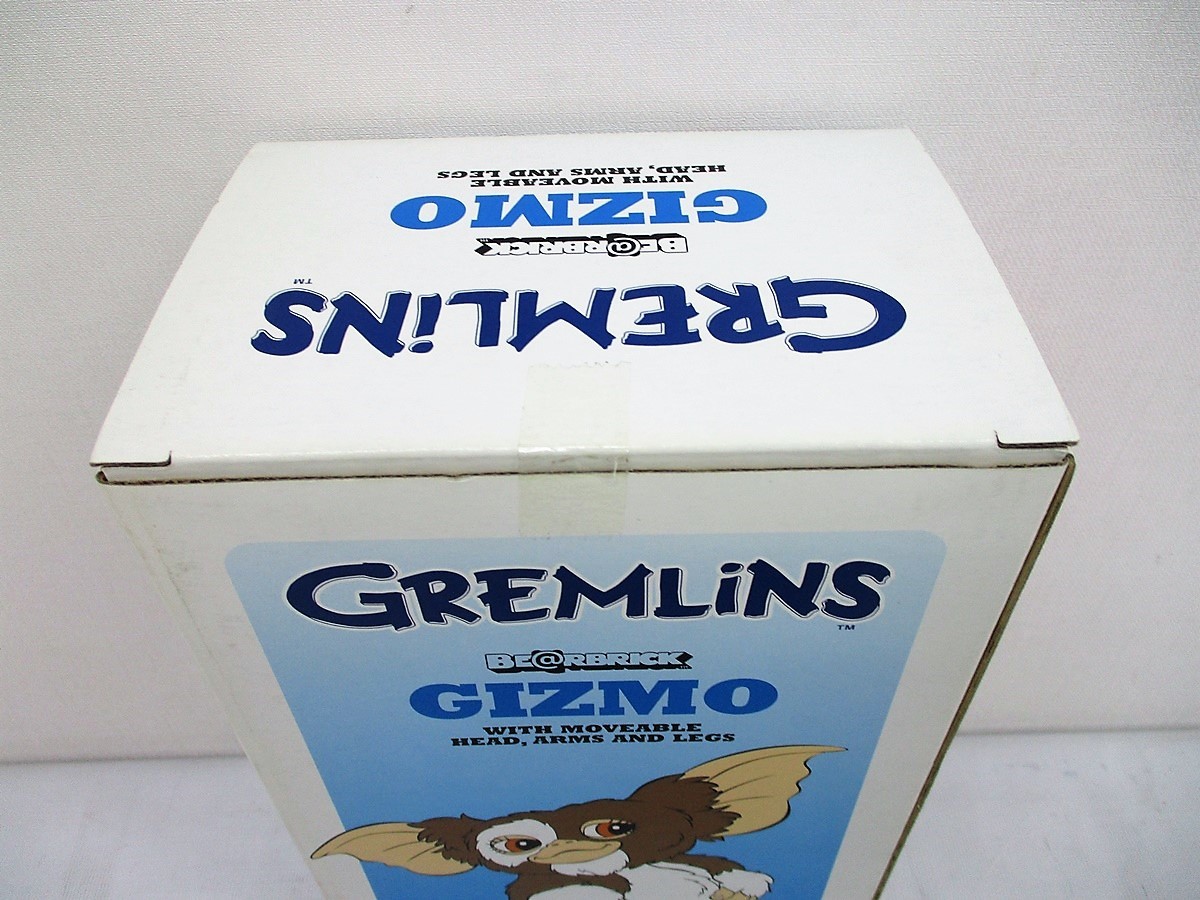 GREMLiNS
TM
BE@RBRICK
TM
GIZMO
WITH MOVEABLE
HEAD, ARMS AND LEGS
GREMLiNS
TM
BE@RBRICK
GIZMO
WITH MOVEABLE
HEAD, ARMS AND LEGS